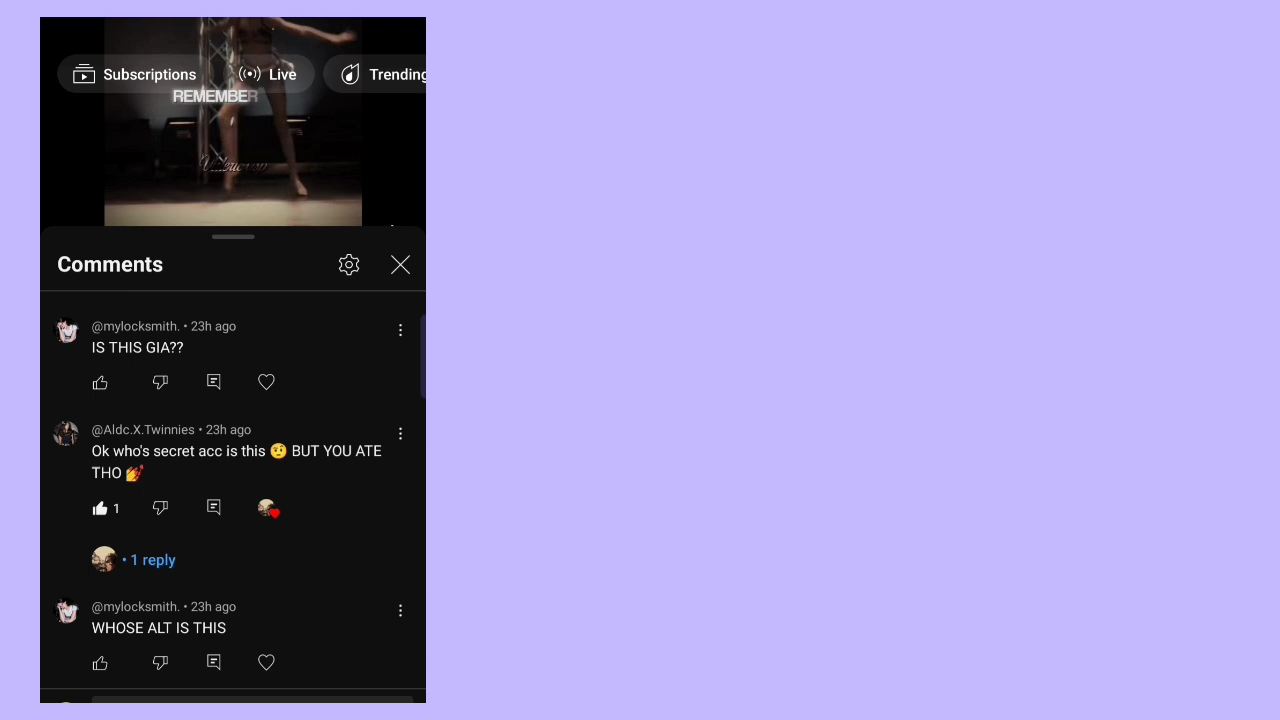 Subscriptions
Live
Trending
REMEMBER
Comments
@mylocksmith. • 23h ago
IS THIS GIA??
@Aldc.X.Twinnies • 23h ago
Ok who's secret acc is this 🤨 BUT YOU ATE
THO 💅
1
• 1 reply
@mylocksmith. • 23h ago
WHOSE ALT IS THIS